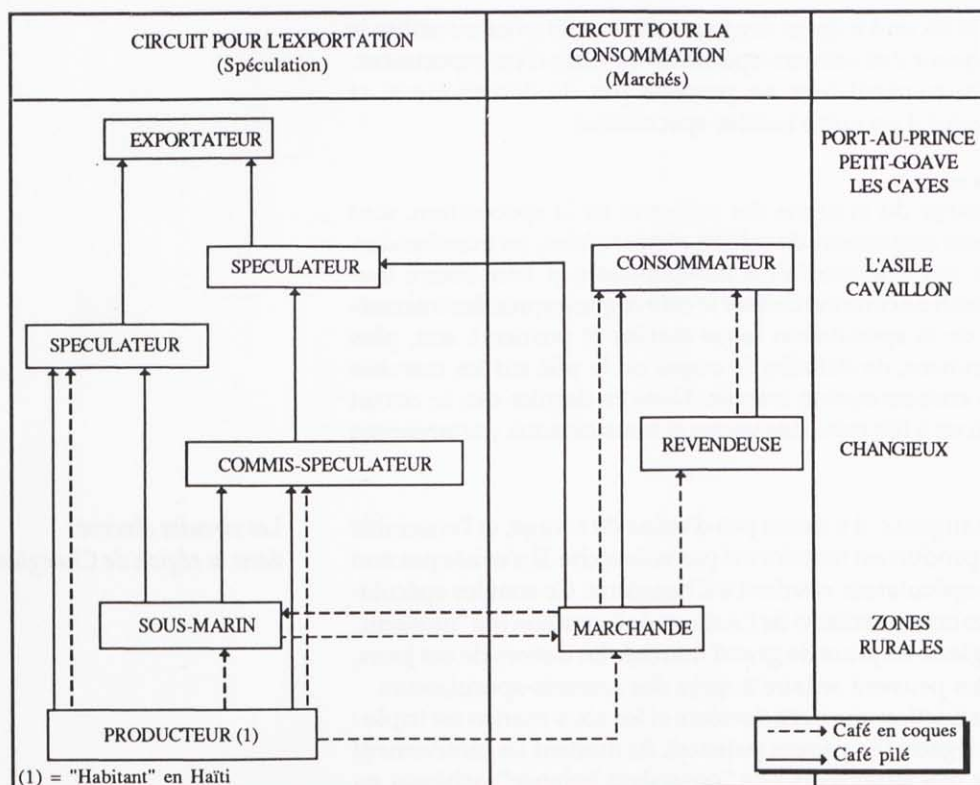 CIRCUIT POUR L'EXPORTATION
(Spéculation)
CIRCUIT POUR LA
CONSOMMATION
(Marchés)
EXPORTATEUR
PORT-AU-PRINCE
PETIT-GOAVE
LES CAYES
SPECULATEUR
CONSOMMATEUR
L'ASILE
CAVAILLON
SPECULATEUR
COMMIS-SPECULATEUR
REVENDEUSE
CHANGIEUX
SOUS-MARIN
MARCHANDE
ZONES
RURALES
PRODUCTEUR (1)
Café en coques
Café pilé
(1) = "Habitant" en Haïti